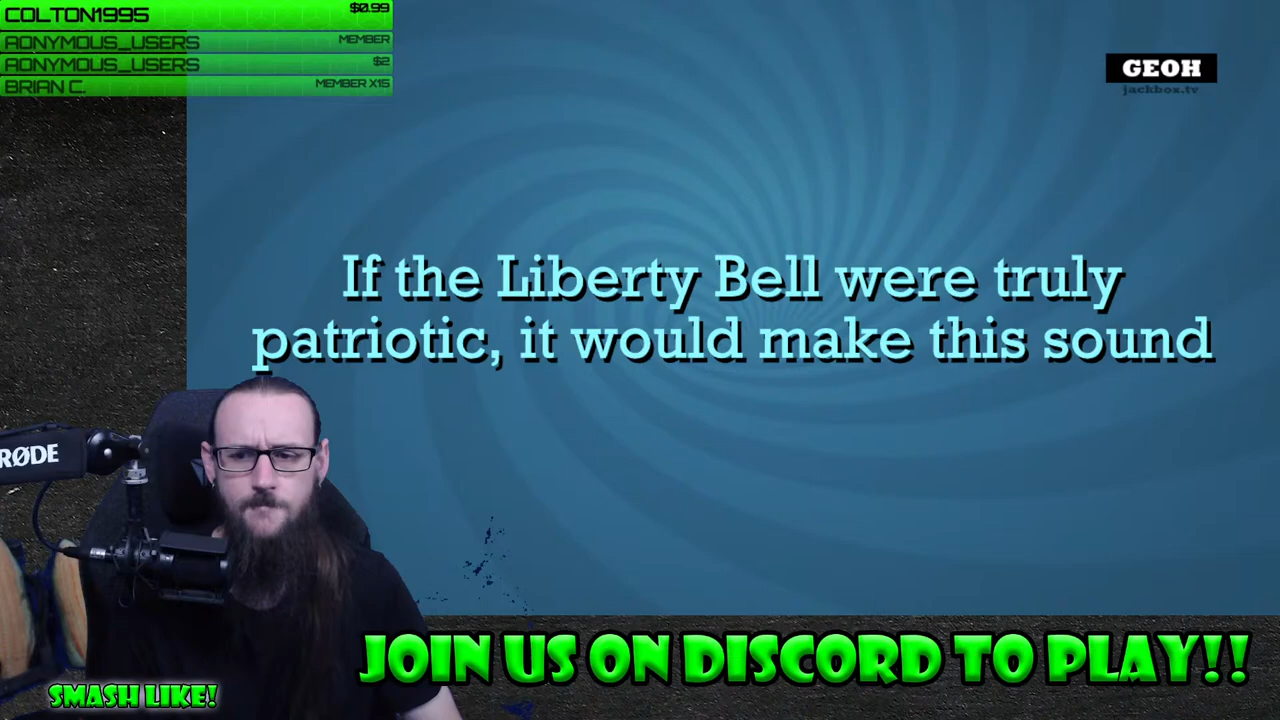 COLTON1995 $0.99
AONYMOUS_USERS MEMBER
AONYMOUS_USERS $2
BRIAN C. MEMBER X15
GEOH
jackbox.tv
If the Liberty Bell were truly
patriotic, it would make this sound
RØDE
JOIN US ON DISCORD TO PLAY!!
SMASH LIKE!